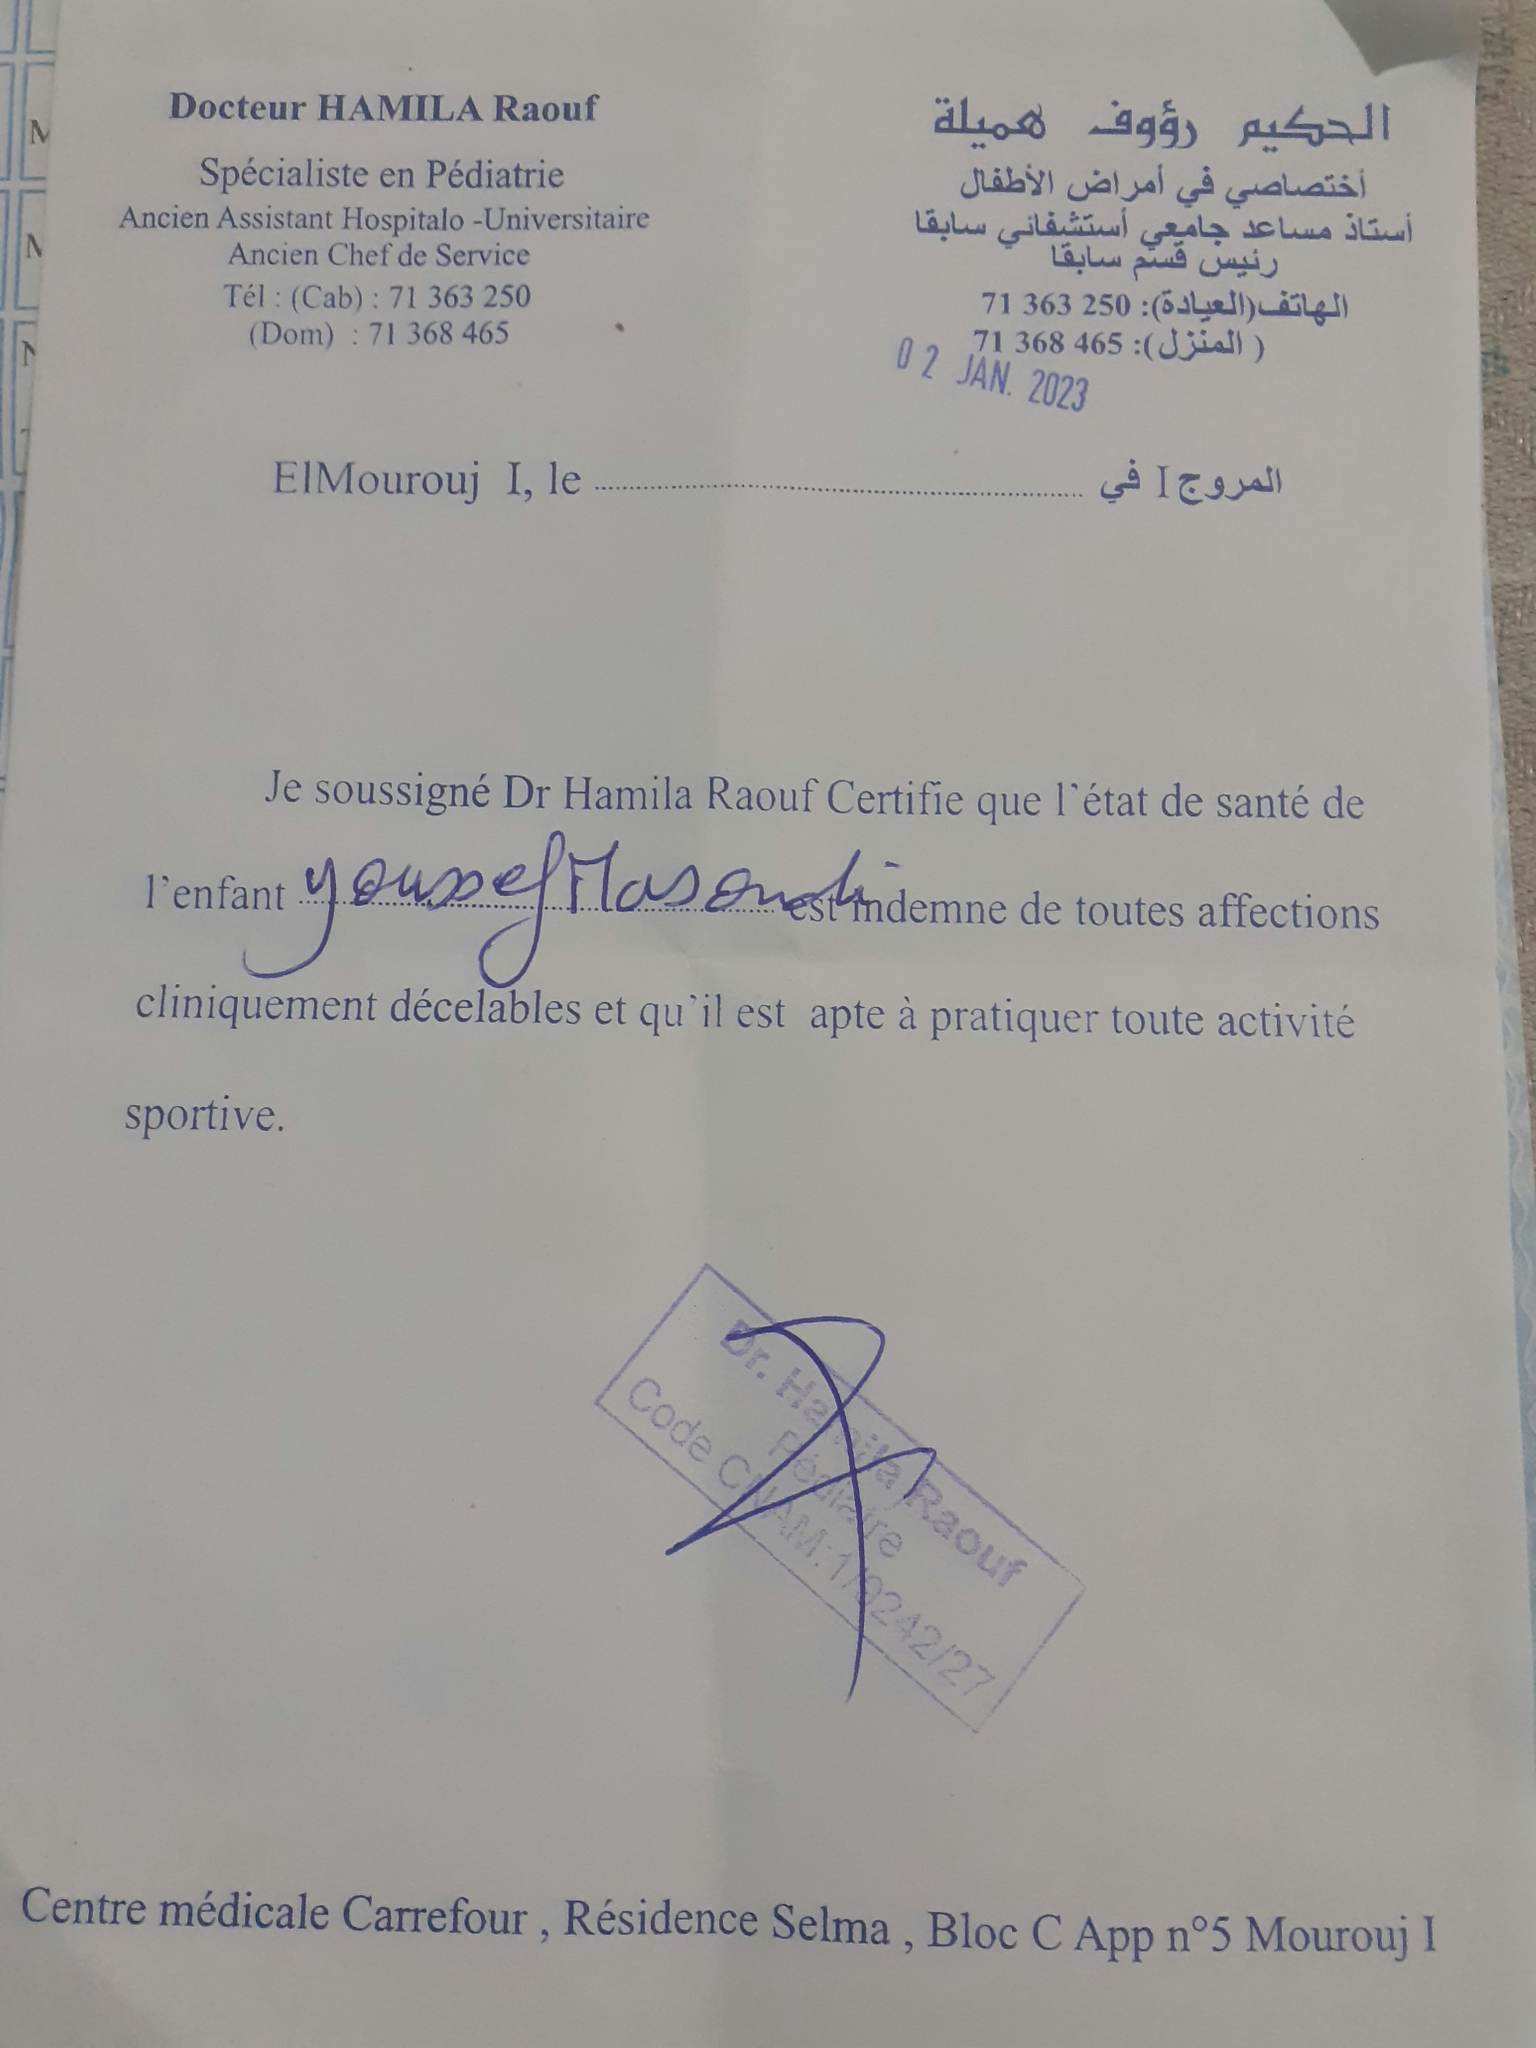 Docteur HAMILA Raouf
Spécialiste en Pédiatrie
Ancien Assistant Hospitalo -Universitaire
Ancien Chef de Service
Tél : (Cab) : 71 363 250
(Dom) : 71 368 465
الحكيم رؤوف هميلة
أختصاصي في أمراض الأطفال
أستاذ مساعد جامعي أستشفائي سابقا
رئيس قسم سابقا
الهاتف(العيادة): 71 363 250
( المنزل): 71 368 465
02 JAN. 2023
ElMourouj I, le ........................ المروج I في
Je soussigné Dr Hamila Raouf Certifie que l'état de santé de
l'enfant Youssef Masoudi est indemne de toutes affections
cliniquement décelables et qu'il est apte à pratiquer toute activité
sportive.
Dr. Hamila Raouf
Pédiatre
Code CNAM:1/9242/27
Centre médicale Carrefour , Résidence Selma , Bloc C App n°5 Mourouj I